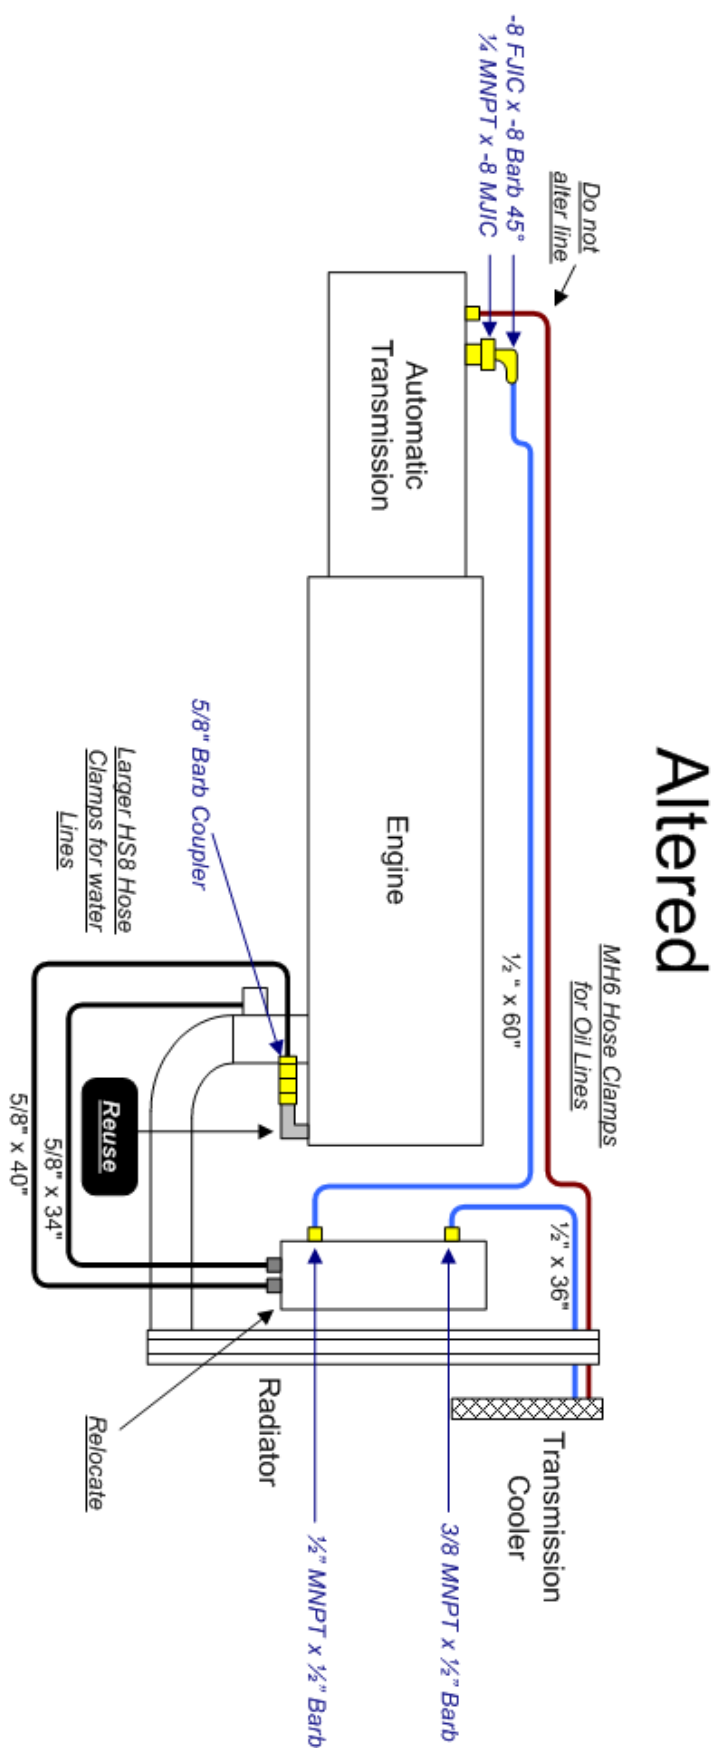 Altered
Do not
alter line
-8 FJIC x -8 Barb 45°
¼ MNPT x -8 MJIC
MH6 Hose Clamps
for Oil Lines
½ " x 60"
½" x 36"
Automatic
Transmission
Engine
Transmission
Cooler
3/8 MNPT x ½" Barb
½" MNPT x ½" Barb
Radiator
5/8" Barb Coupler
Larger HS8 Hose
Clamps for water
Lines
Reuse
5/8" x 34"
5/8" x 40"
Relocate